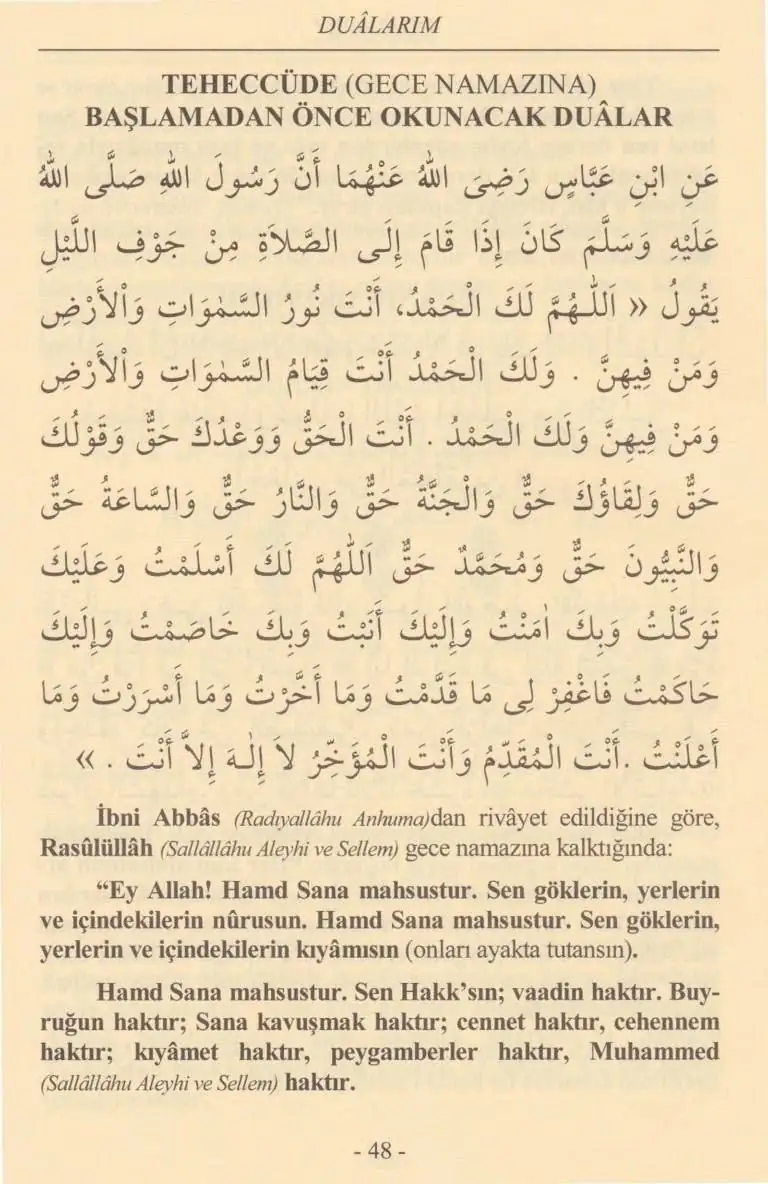 DUÂLARIM
TEHECCÜDE (GECE NAMAZINA)
BAŞLAMADAN ÖNCE OKUNACAK DUÂLAR
عَنِ ابْنِ عَبَّاسٍ رَضِىَ اللهُ عَنْهُمَا أَنَّ رَسُولَ اللهِ صَلَّى اللهُ
عَلَيْهِ وَسَلَّمَ كَانَ إِذَا قَامَ إِلَى الصَّلاَةِ مِنْ جَوْفِ اللَّيْلِ
يَقُولُ « اَللّٰهُمَّ لَكَ الْحَمْدُ، أَنْتَ نُورُ السَّمٰوَاتِ وَاْلأَرْضِ
وَمَنْ فِيهِنَّ . وَلَكَ الْحَمْدُ أَنْتَ قِيَامُ السَّمٰوَاتِ وَاْلأَرْضِ
وَمَنْ فِيهِنَّ وَلَكَ الْحَمْدُ . أَنْتَ الْحَقُّ وَوَعْدُكَ حَقٌّ وَقَوْلُكَ
حَقٌّ وَلِقَاؤُكَ حَقٌّ وَالْجَنَّةُ حَقٌّ وَالنَّارُ حَقٌّ وَالسَّاعَةُ حَقٌّ
وَالنَّبِيُّونَ حَقٌّ وَمُحَمَّدٌ حَقٌّ اَللّٰهُمَّ لَكَ أَسْلَمْتُ وَعَلَيْكَ
تَوَكَّلْتُ وَبِكَ اٰمَنْتُ وَإِلَيْكَ أَنَبْتُ وَبِكَ خَاصَمْتُ وَإِلَيْكَ
حَاكَمْتُ فَاغْفِرْ لِى مَا قَدَّمْتُ وَمَا أَخَّرْتُ وَمَا أَسْرَرْتُ وَمَا
أَعْلَنْتُ .أَنْتَ الْمُقَدِّمُ وَأَنْتَ الْمُؤَخِّرُ لاَ إِلٰهَ إِلاَّ أَنْتَ . »
İbni Abbâs (Radıyallâhu Anhuma)dan rivâyet edildiğine göre,
Rasûlüllâh (Sallâllâhu Aleyhi ve Sellem) gece namazına kalktığında:
“Ey Allah! Hamd Sana mahsustur. Sen göklerin, yerlerin
ve içindekilerin nûrusun. Hamd Sana mahsustur. Sen göklerin,
yerlerin ve içindekilerin kıyâmısın (onları ayakta tutansın).
Hamd Sana mahsustur. Sen Hakk’sın; vaadin haktır. Buy-
ruğun haktır; Sana kavuşmak haktır; cennet haktır, cehennem
haktır; kıyâmet haktır, peygamberler haktır, Muhammed
(Sallâllâhu Aleyhi ve Sellem) haktır.
- 48 -